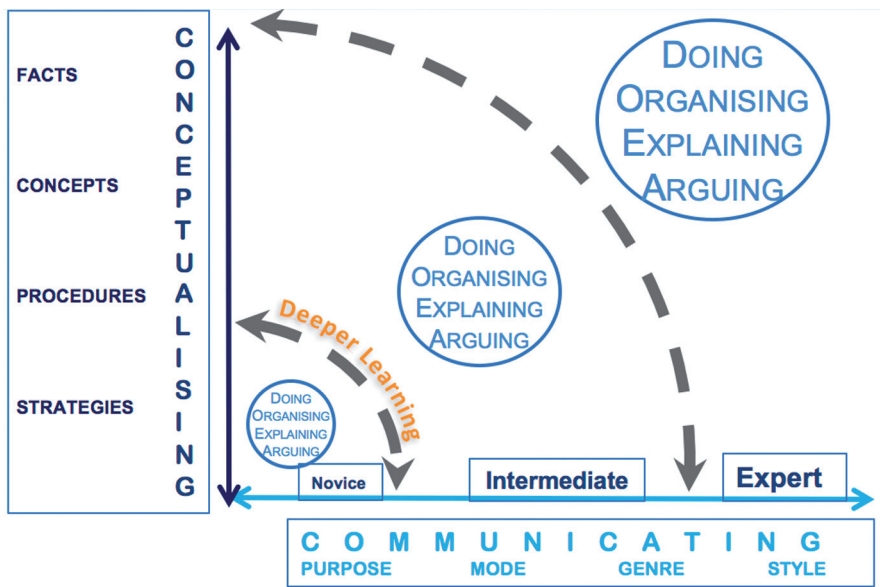 FACTS
CONCEPTS
PROCEDURES
STRATEGIES
CONCEPTUALISING
DOING
ORGANISING
EXPLAINING
ARGUING
DOING
ORGANISING
EXPLAINING
ARGUING
Deeper Learning
DOING
ORGANISING
EXPLAINING
ARGUING
Novice
Intermediate
Expert
COMMUNICATING
PURPOSE MODE GENRE STYLE